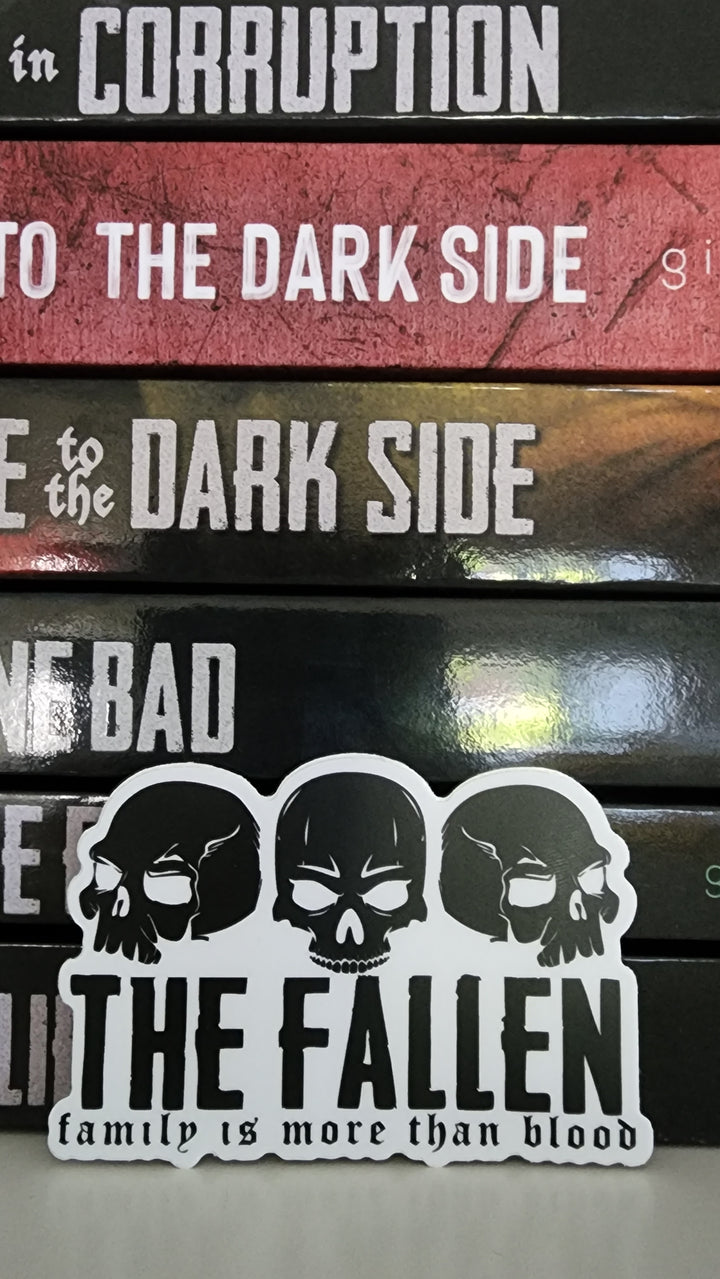 in CORRUPTION
TO THE DARK SIDE gi
E to the DARK SIDE
NE BAD
E
g
THE FALLEN
family is more than blood